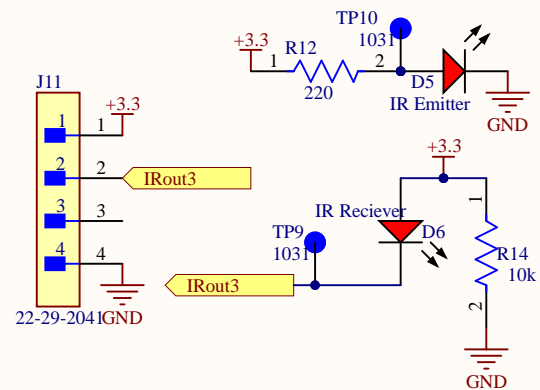 TP10
1031
+3.3
R12
1
2
220
D5
IR Emitter
GND
J11
+3.3
1
1
2
2
IRout3
3
3
4
4
GND
22-29-2041
+3.3
IR Reciever
D6
TP9
1031
IRout3
1
R14
10k
2
GND